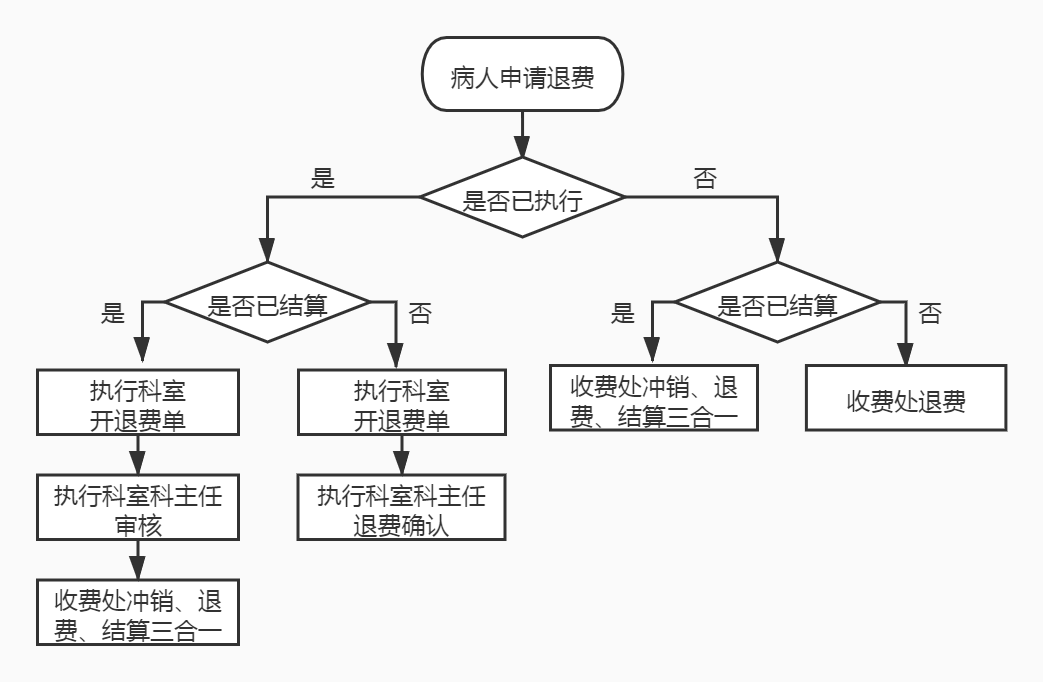 病人申请退费
是
否
是否已执行
是否已结算
是否已结算
是
否
是
否
执行科室
开退费单
执行科室
开退费单
收费处冲销、退
费、结算三合一
收费处退费
执行科室科主任
审核
执行科室科主任
退费确认
收费处冲销、退
费、结算三合一